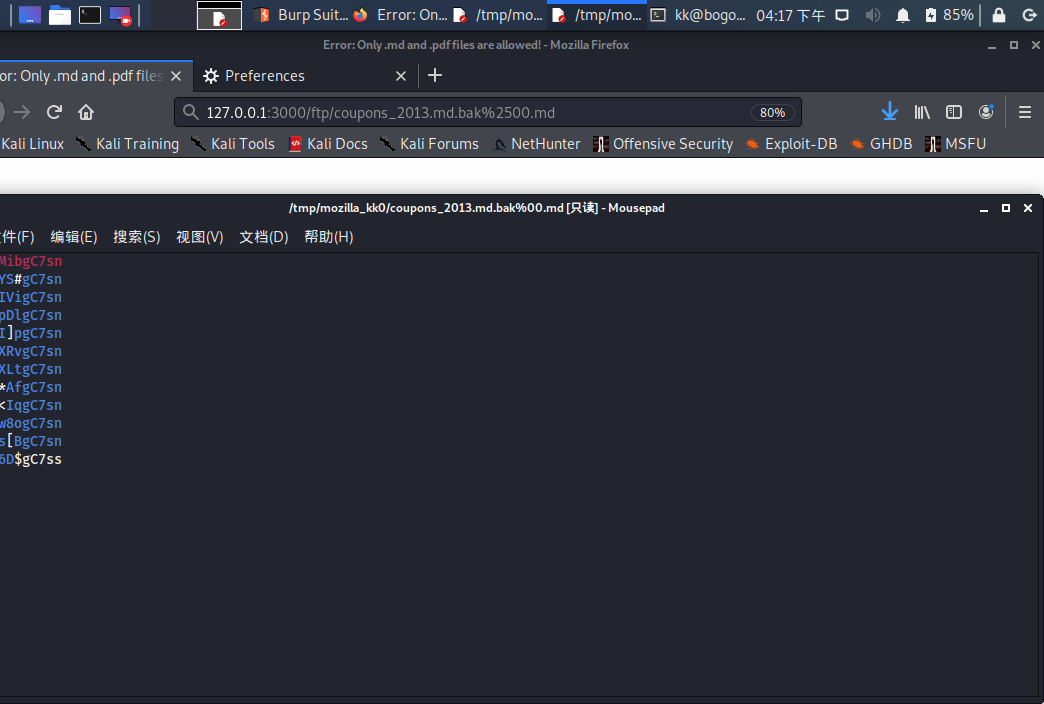 Burp Suit... Error: On... /tmp/mo... /tmp/mo... kk@bogo... 04:17 下午 85%
Error: Only .md and .pdf files are allowed! - Mozilla Firefox
or: Only .md and .pdf files Preferences
127.0.0.1:3000/ftp/coupons_2013.md.bak%2500.md 80%
Kali Linux Kali Training Kali Tools Kali Docs Kali Forums NetHunter Offensive Security Exploit-DB GHDB MSFU
/tmp/mozilla_kk0/coupons_2013.md.bak%00.md [只读] - Mousepad
件(F) 编辑(E) 搜索(S) 视图(V) 文档(D) 帮助(H)
MibgC7sn
YS#gC7sn
IVigC7sn
pDlgC7sn
I]pgC7sn
XRvgC7sn
XLtgC7sn
*AfgC7sn
<IqgC7sn
w8ogC7sn
s[BgC7sn
6D$gC7ss